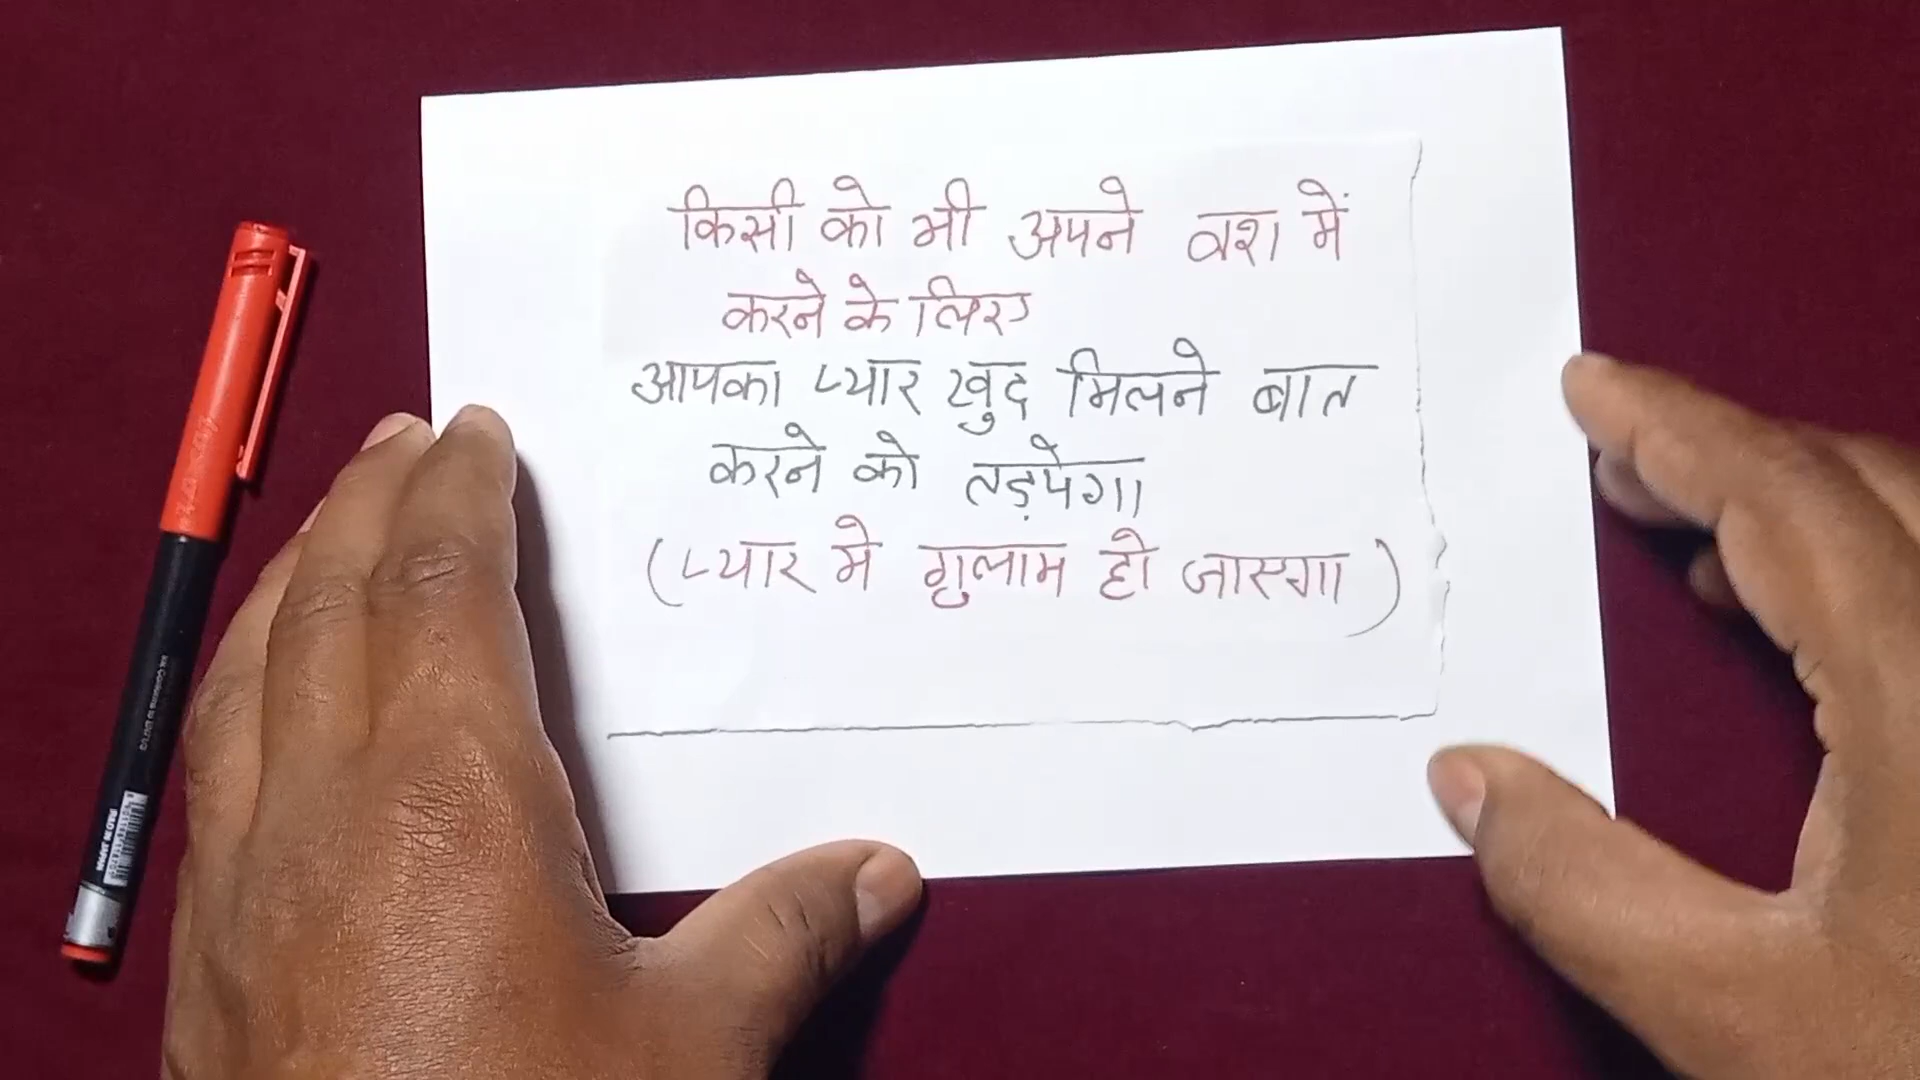 किसी को भी अपने वश में
करने के लिए
आपका प्यार खुद मिलने बात
करने को तड़पेगा
(प्यार मे गुलाम हो जाएगा)